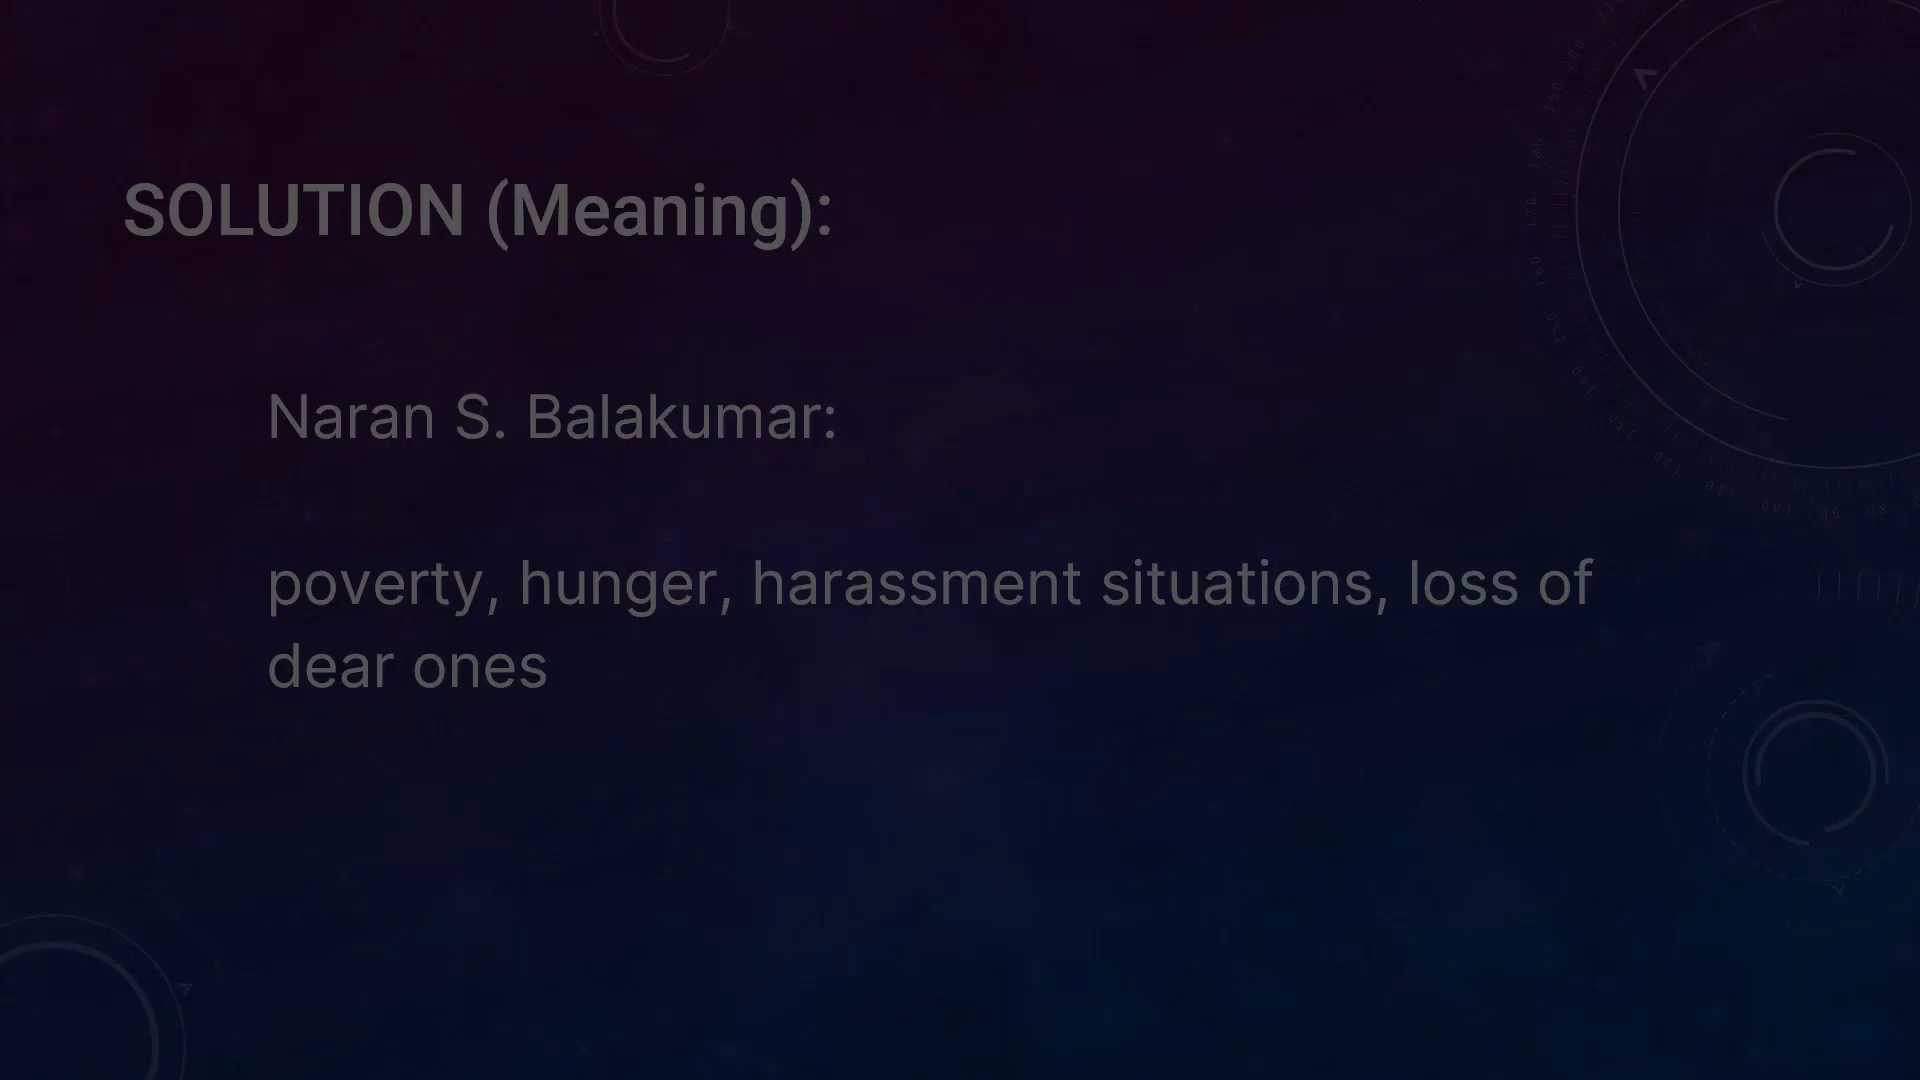 SOLUTION (Meaning):
Naran S. Balakumar:
poverty, hunger, harassment situations, loss of
dear ones